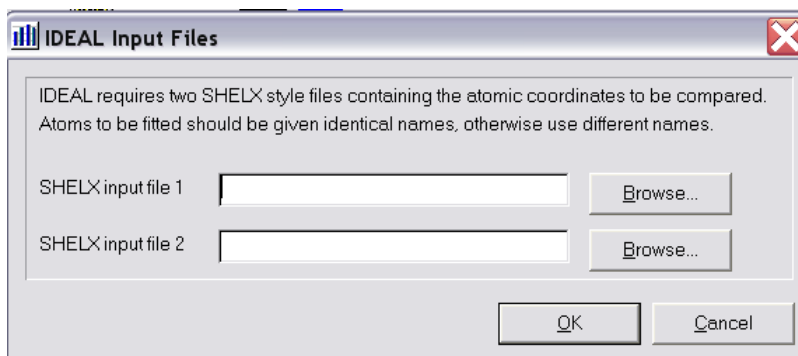 IDEAL Input Files
IDEAL requires two SHELX style files containing the atomic coordinates to be compared.
Atoms to be fitted should be given identical names, otherwise use different names.
SHELX input file 1
Browse...
SHELX input file 2
Browse...
OK
Cancel